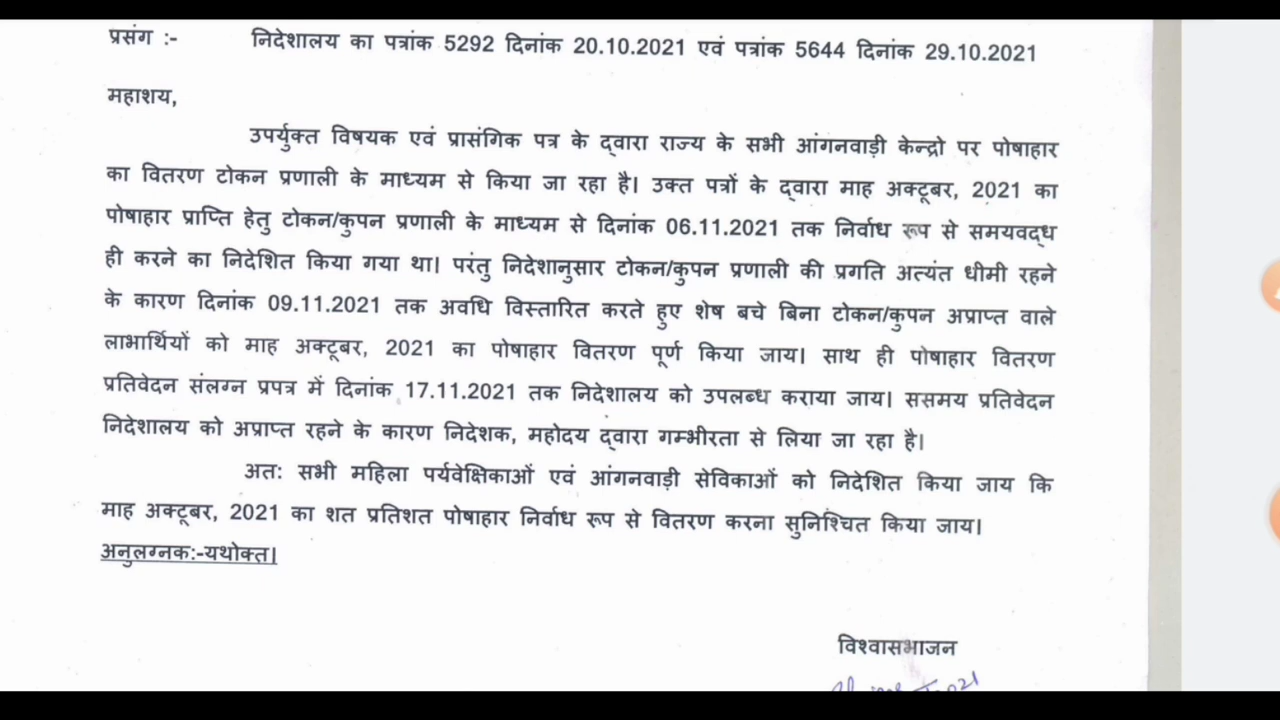 प्रसंग :- निदेशालय का पत्रांक 5292 दिनांक 20.10.2021 एवं पत्रांक 5644 दिनांक 29.10.2021
महाशय,
उपर्युक्त विषयक एवं प्रासंगिक पत्र के द्वारा राज्य के सभी आंगनवाड़ी केन्द्रो पर पोषाहार
का वितरण टोकन प्रणाली के माध्यम से किया जा रहा है। उक्त पत्रों के द्वारा माह अक्टूबर, 2021 का
पोषाहार प्राप्ति हेतु टोकन/कुपन प्रणाली के माध्यम से दिनांक 06.11.2021 तक निर्वाध रूप से समयवद्ध
ही करने का निदेशित किया गया था। परंतु निदेशानुसार टोकन/कुपन प्रणाली की प्रगति अत्यंत धीमी रहने
के कारण दिनांक 09.11.2021 तक अवधि विस्तारित करते हुए शेष बचे बिना टोकन/कुपन अप्राप्त वाले
लाभार्थियों को माह अक्टूबर, 2021 का पोषाहार वितरण पूर्ण किया जाय। साथ ही पोषाहार वितरण
प्रतिवेदन संलग्न प्रपत्र में दिनांक 17.11.2021 तक निदेशालय को उपलब्ध कराया जाय। ससमय प्रतिवेदन
निदेशालय को अप्राप्त रहने के कारण निदेशक, महोदय द्वारा गम्भीरता से लिया जा रहा है।
अत: सभी महिला पर्यवेक्षिकाओं एवं आंगनवाड़ी सेविकाओं को निदेशित किया जाय कि
माह अक्टूबर, 2021 का शत प्रतिशत पोषाहार निर्वाध रूप से वितरण करना सुनिश्चित किया जाय।
अनुलग्नक:-यथोक्त।
विश्वासभाजन